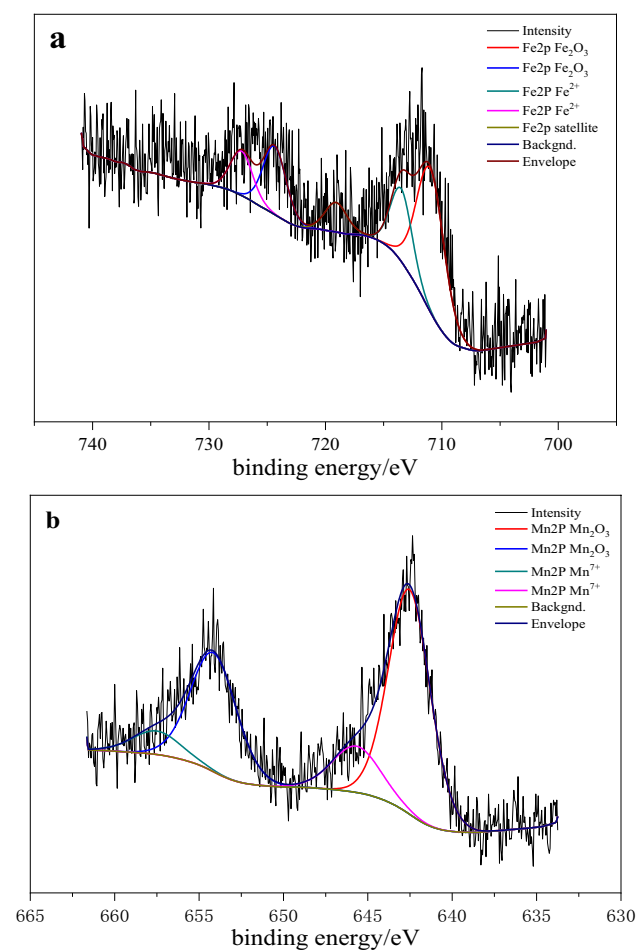 a
Intensity
Fe2p Fe₂O₃
Fe2p Fe₂O₃
Fe2P Fe²⁺
Fe2P Fe²⁺
Fe2p satellite
Backgnd.
Envelope
740 730 720 710 700
binding energy/eV
b
Intensity
Mn2P Mn₂O₃
Mn2P Mn₂O₃
Mn2P Mn⁷⁺
Mn2P Mn⁷⁺
Backgnd.
Envelope
665 660 655 650 645 640 635 630
binding energy/eV